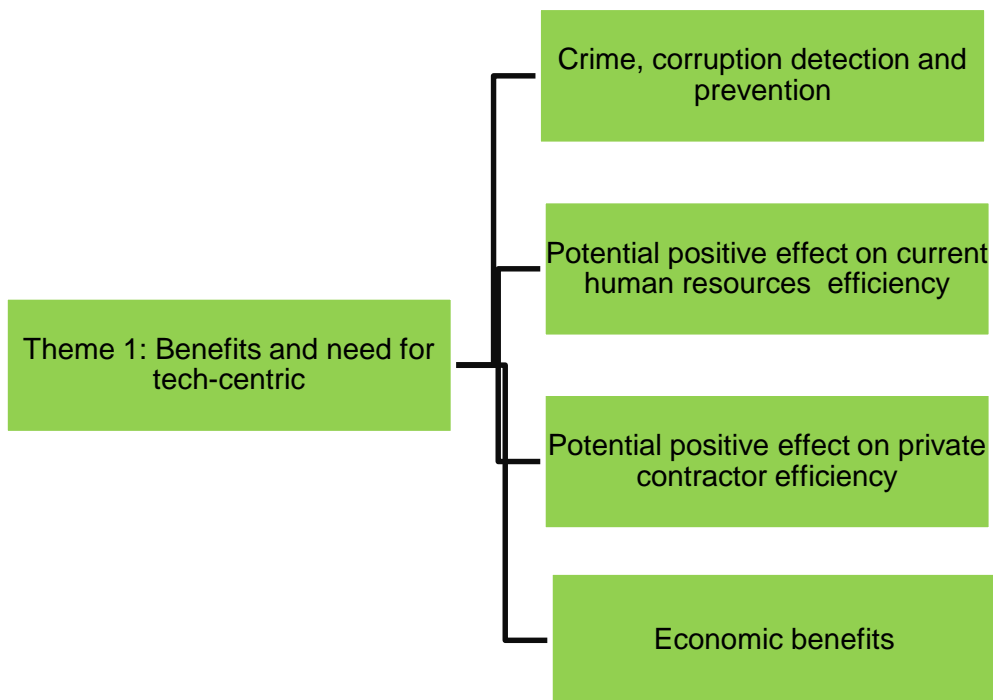 Crime, corruption detection and
prevention
Potential positive effect on current
human resources  efficiency
Theme 1: Benefits and need for
tech-centric
Potential positive effect on private
contractor efficiency
Economic benefits